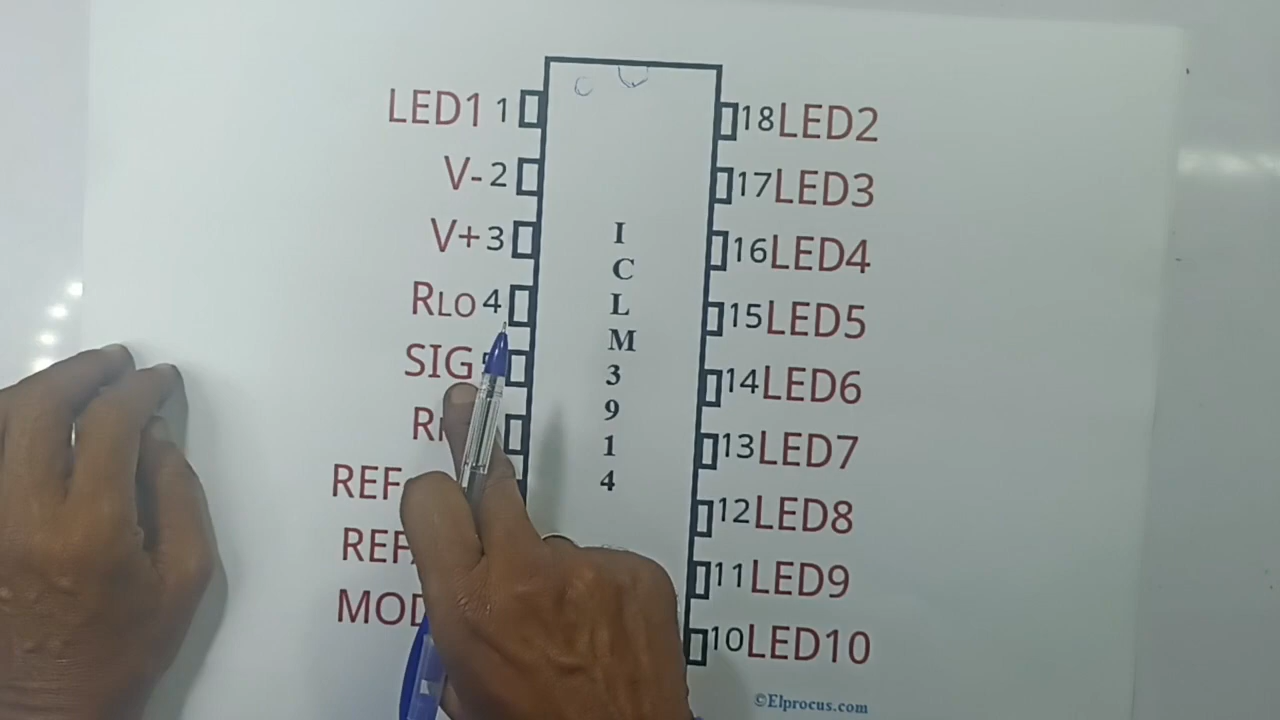 LED1 1
V- 2
V+ 3
RLO 4
SIG
REF
REF
I
C
L
M
3
9
1
4
18 LED2
17 LED3
16 LED4
15 LED5
14 LED6
13 LED7
12 LED8
11 LED9
10 LED10
©Elprocus.com